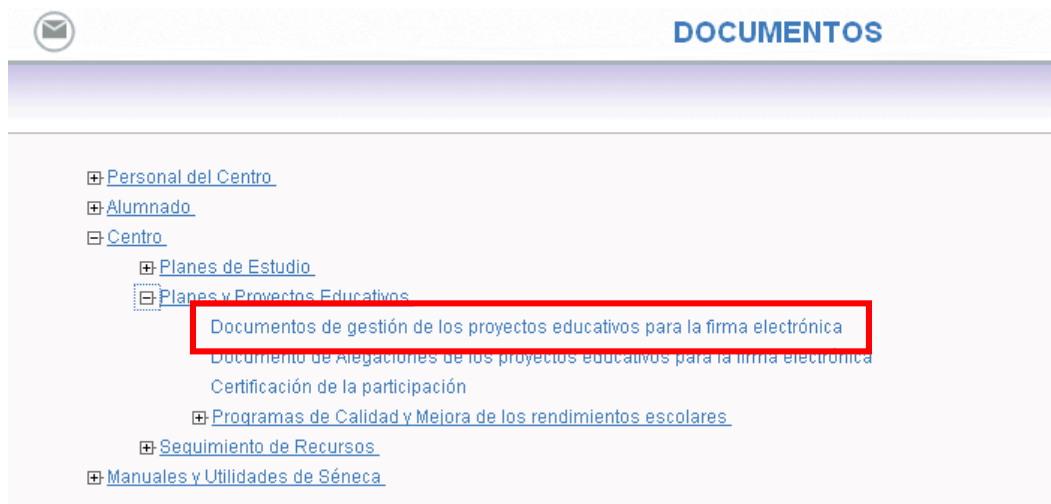 DOCUMENTOS
Personal del Centro
Alumnado
Centro
Planes de Estudio
Planes y Proyectos Educativos
Documentos de gestión de los proyectos educativos para la firma electrónica
Documento de Alegaciones de los proyectos educativos para la firma electrónica
Certificación de la participación
Programas de Calidad y Mejora de los rendimientos escolares
Seguimiento de Recursos
Manuales y Utilidades de Séneca